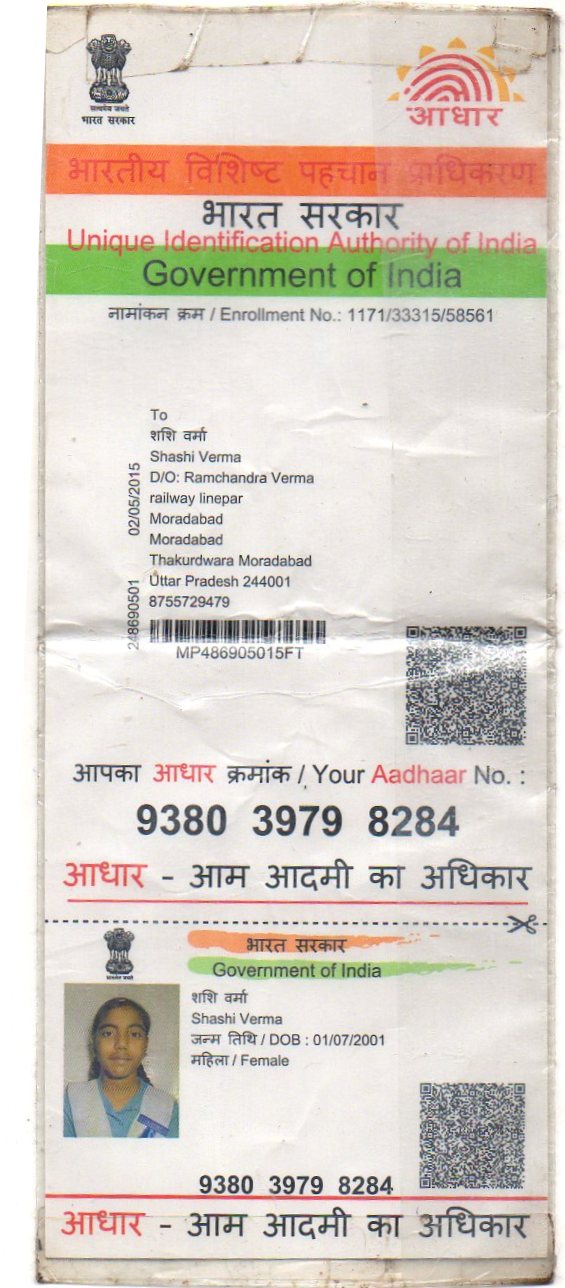 सत्यमेव जयते
भारत सरकार
आधार
भारतीय विशिष्ट पहचान प्राधिकरण
भारत सरकार
Unique Identification Authority of India
Government of India
नामांकन क्रम / Enrollment No.: 1171/33315/58561
To
शशि वर्मा
Shashi Verma
D/O: Ramchandra Verma
railway linepar
Moradabad
Moradabad
Thakurdwara Moradabad
Uttar Pradesh 244001
8755729479
248690501 02/05/2015
MP486905015FT
आपका आधार क्रमांक / Your Aadhaar No. :
9380 3979 8284
आधार - आम आदमी का अधिकार
भारत सरकार
Government of India
शशि वर्मा
Shashi Verma
जन्म तिथि / DOB : 01/07/2001
महिला / Female
9380 3979 8284
आधार - आम आदमी का अधिकार